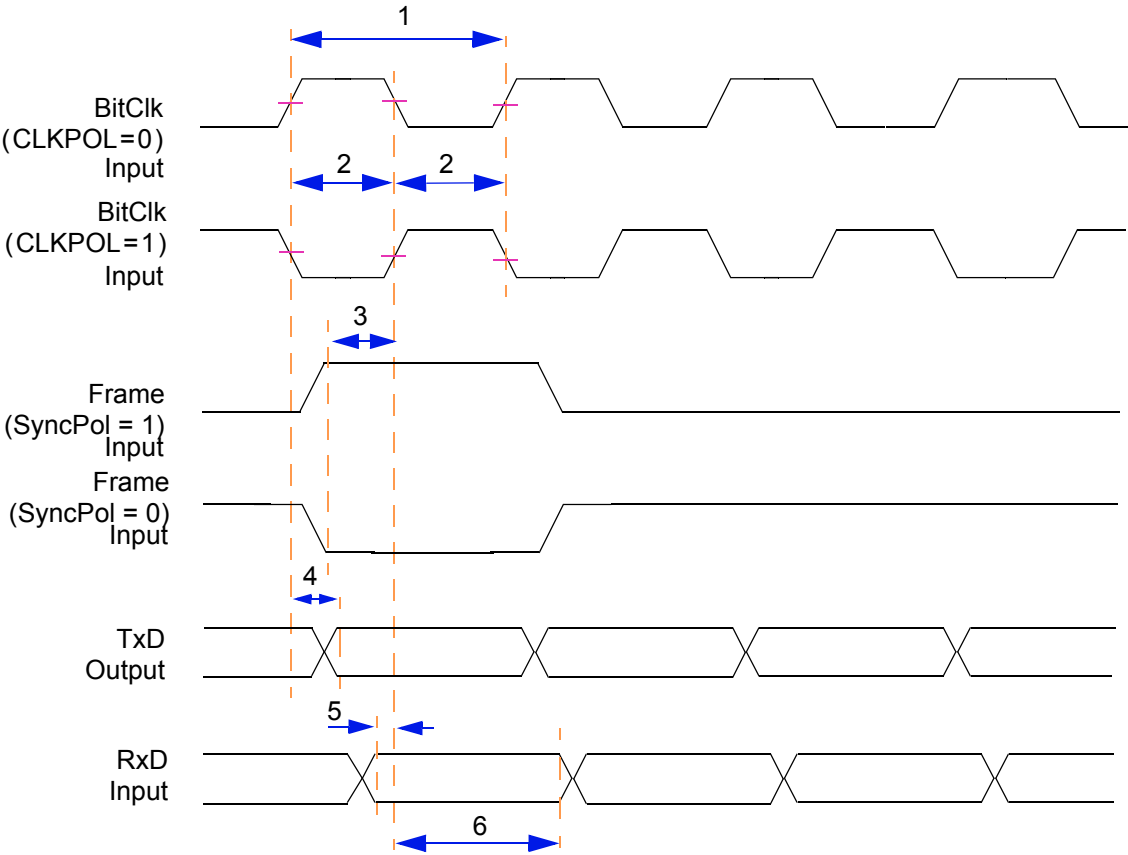 1
BitClk
(CLKPOL=0)
Input
2 2
BitClk
(CLKPOL=1)
Input
3
Frame
(SyncPol = 1)
Input
Frame
(SyncPol = 0)
Input
4
TxD
Output
5
RxD
Input
6